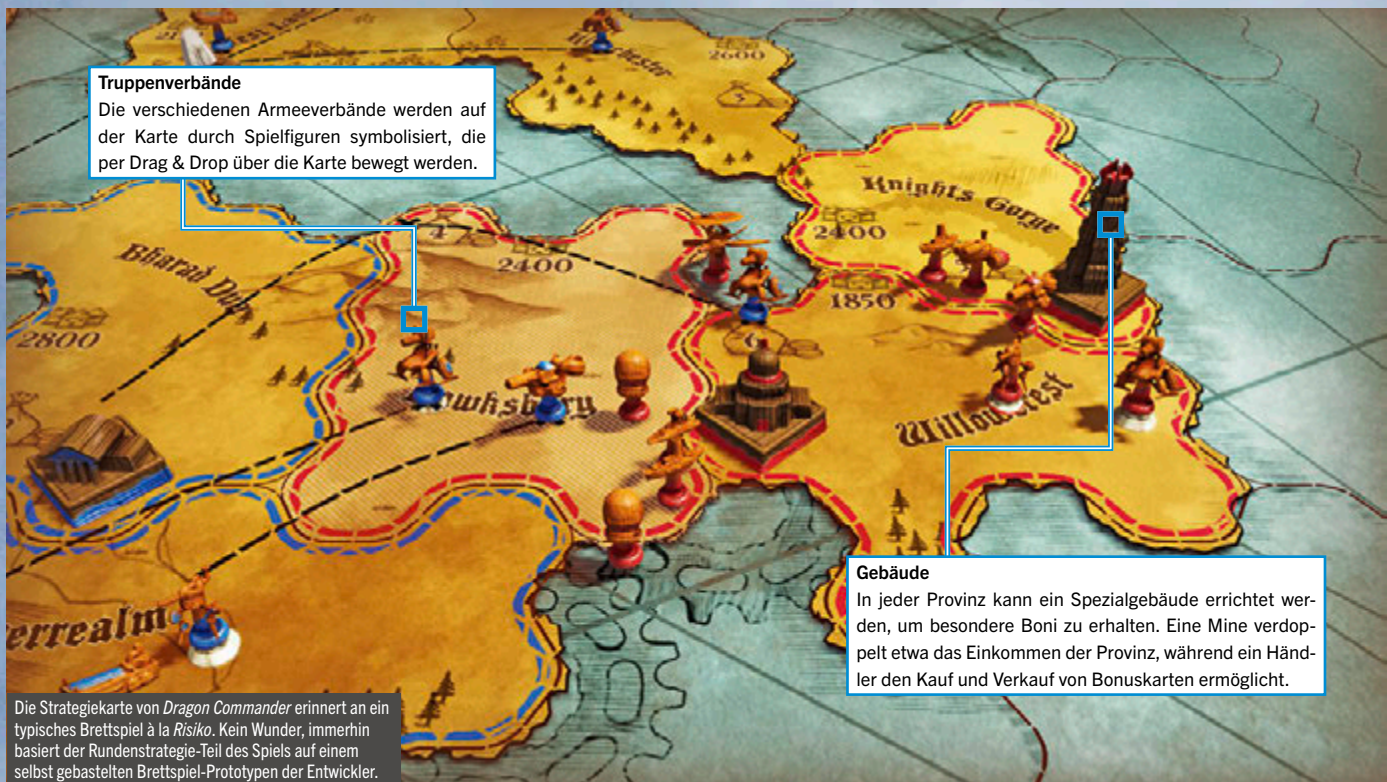 2600
3
Truppenverbände
Die verschiedenen Armeeverbände werden auf
der Karte durch Spielfiguren symbolisiert, die
per Drag & Drop über die Karte bewegt werden.
Knights Gorge
2400
4
2400
Bharad Dur
1850
2800
6
Willowcrest
Gebäude
In jeder Provinz kann ein Spezialgebäude errichtet wer-
den, um besondere Boni zu erhalten. Eine Mine verdop-
pelt etwa das Einkommen der Provinz, während ein Händ-
ler den Kauf und Verkauf von Bonuskarten ermöglicht.
errealm
Die Strategiekarte von Dragon Commander erinnert an ein
typisches Brettspiel à la Risiko. Kein Wunder, immerhin
basiert der Rundenstrategie-Teil des Spiels auf einem
selbst gebastelten Brettspiel-Prototypen der Entwickler.